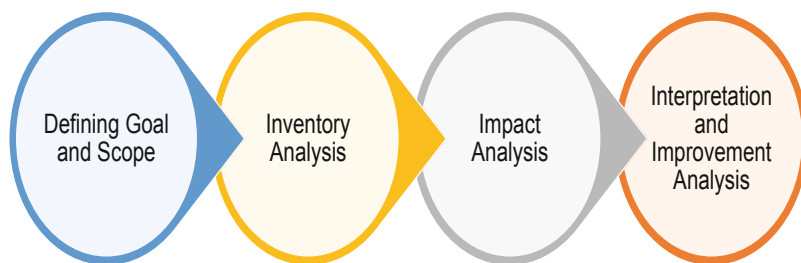 Defining Goal
and Scope
Inventory
Analysis
Impact
Analysis
Interpretation
and
Improvement
Analysis